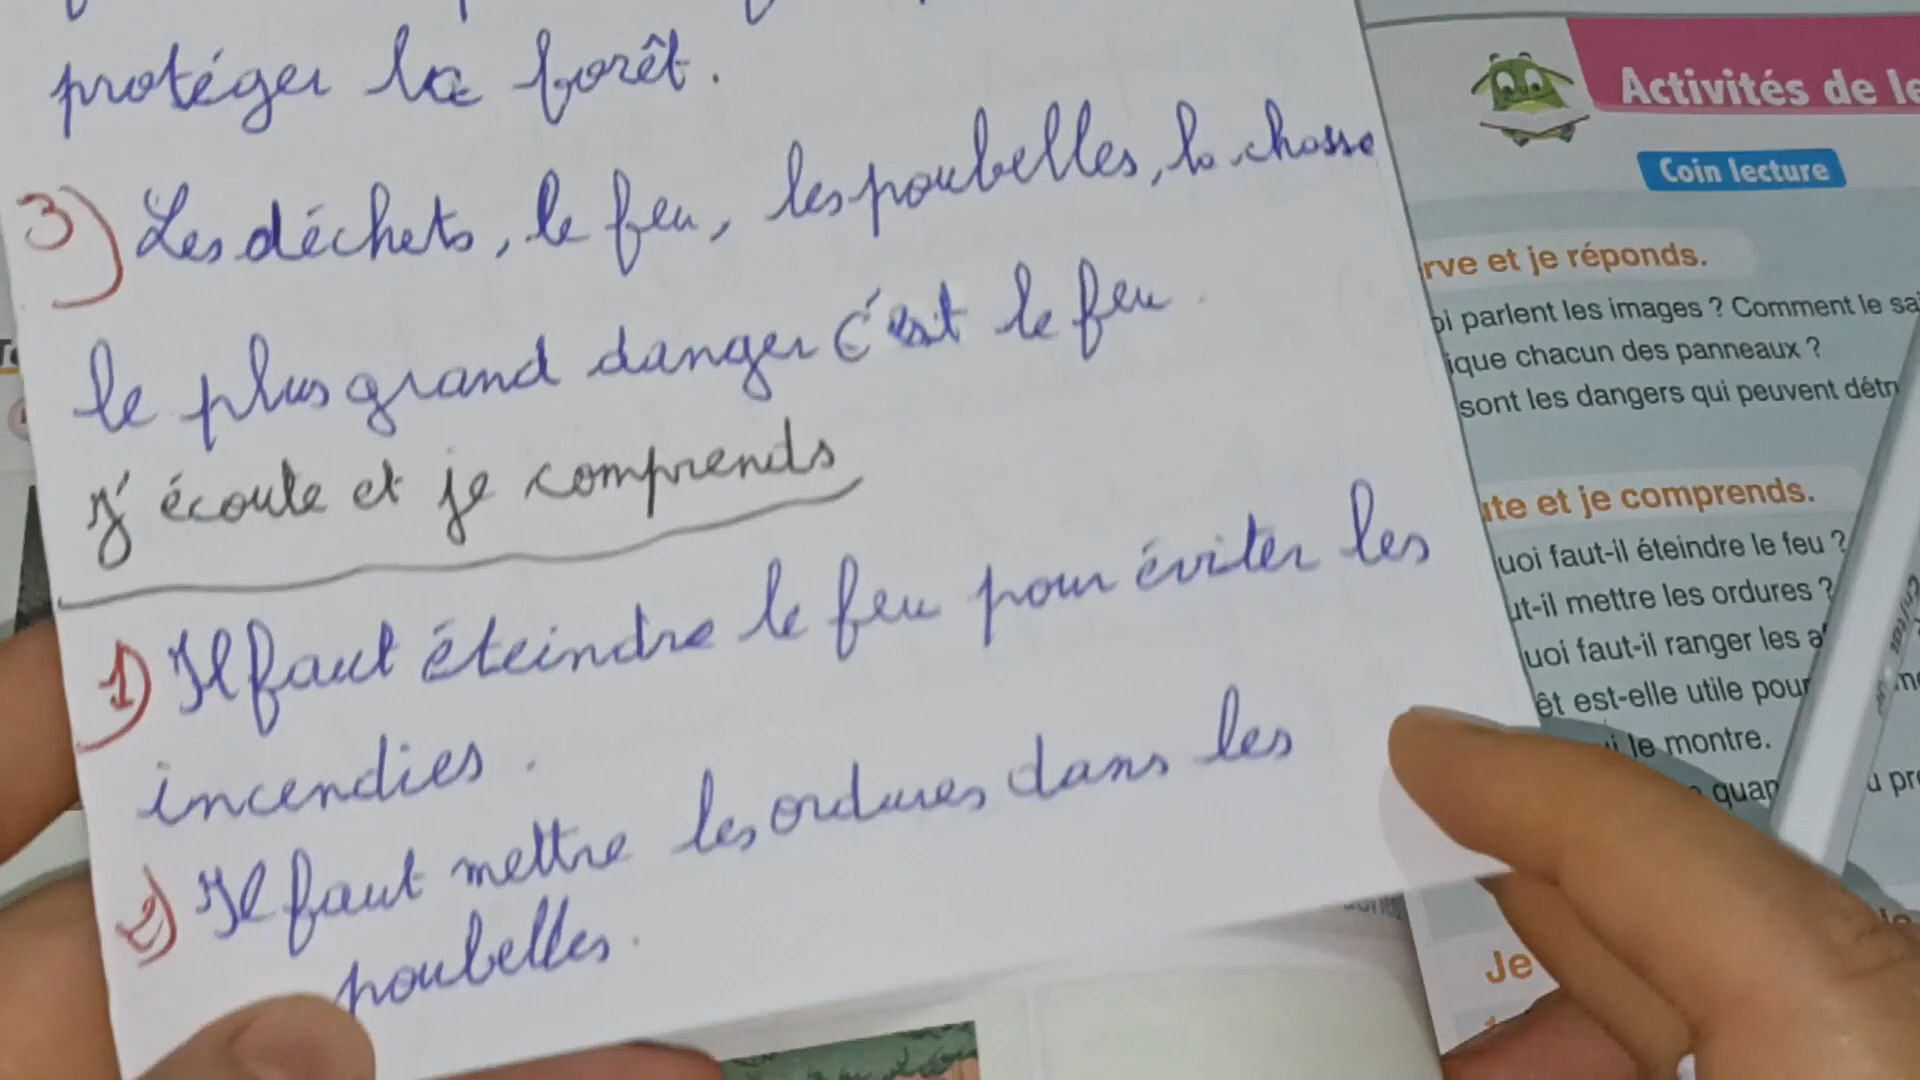 protéger la forêt.
3) Les déchets, le feu, les poubelles, la chasse
le plus grand danger c'est le feu.
J'écoute et je comprends
1) Il faut éteindre le feu pour éviter les
incendies.
2) Il faut mettre les ordures dans les
poubelles.
Activités de le
Coin lecture
rve et je réponds.
oi parlent les images ? Comment le sai
ique chacun des panneaux ?
sont les dangers qui peuvent détr
ute et je comprends.
uoi faut-il éteindre le feu ?
ut-il mettre les ordures ?
uoi faut-il ranger les a
êt est-elle utile pour
i le montre.
quan
u pr
Je